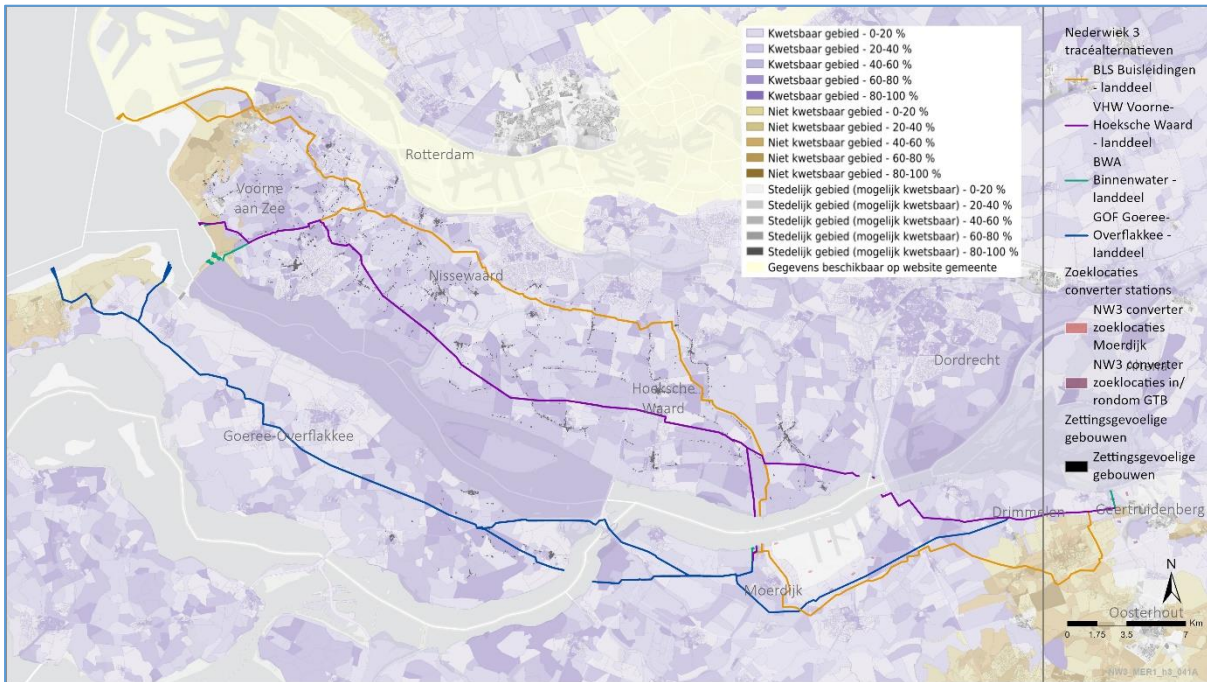 Kwetsbaar gebied - 0-20 %
Kwetsbaar gebied - 20-40 %
Kwetsbaar gebied - 40-60 %
Kwetsbaar gebied - 60-80 %
Kwetsbaar gebied - 80-100 %
Niet kwetsbaar gebied - 0-20 %
Niet kwetsbaar gebied - 20-40 %
Niet kwetsbaar gebied - 40-60 %
Niet kwetsbaar gebied - 60-80 %
Niet kwetsbaar gebied - 80-100 %
Stedelijk gebied (mogelijk kwetsbaar) - 0-20 %
Stedelijk gebied (mogelijk kwetsbaar) - 20-40 %
Stedelijk gebied (mogelijk kwetsbaar) - 40-60 %
Stedelijk gebied (mogelijk kwetsbaar) - 60-80 %
Stedelijk gebied (mogelijk kwetsbaar) - 80-100 %
Gegevens beschikbaar op website gemeente
Nederwiek 3
tracéalternatieven
BLS Buisleidingen
- landdeel
VHW Voorne-
Hoeksche Waard
- landdeel
BWA
Binnenwater -
landdeel
GOF Goeree-
Overflakkee -
landdeel
Zoeklocaties
converter stations
NW3 converter
zoeklocaties
Moerdijk
NW3 converter
zoeklocaties in/
rondom GTB
Zettingsgevoelige
gebouwen
Zettingsgevoelige
gebouwen
Rotterdam
Voorne
aan Zee
Nissewaard
Dordrecht
Hoeksche
Waard
Goeree-Overflakkee
Drimmelen
Geertruidenberg
Moerdijk
Oosterhout
N
Km
0 1.75 3.5 7